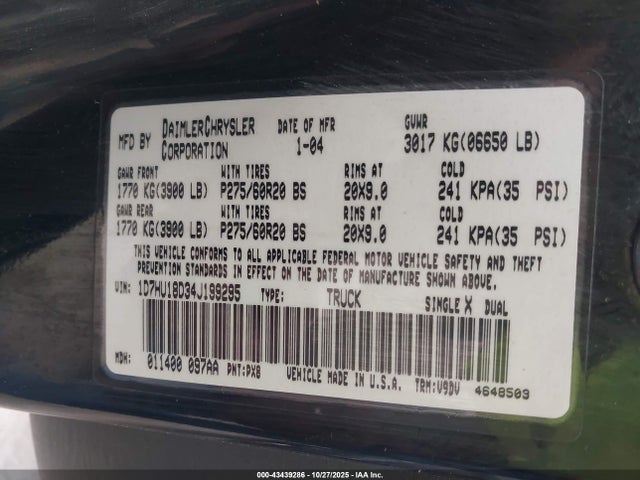 MFD BY DAIMLERCHRYSLER CORPORATION DATE OF MFR 1-04 GVWR 3017 KG(06650 LB)
GAWR FRONT WITH TIRES RIMS AT COLD
1770 KG(3900 LB) P275/60R20 BS 20X9.0 241 KPA(35 PSI)
GAWR REAR WITH TIRES RIMS AT COLD
1770 KG(3900 LB) P275/60R20 BS 20X9.0 241 KPA(35 PSI)
THIS VEHICLE CONFORMS TO ALL APPLICABLE FEDERAL MOTOR VEHICLE SAFETY AND THEFT
PREVENTION STANDARDS IN EFFECT ON THE DATE OF MANUFACTURE SHOWN ABOVE.
VIN: 1D7HU18D34J199295 TYPE: TRUCK SINGLE X DUAL
MDH: 011400 097AA PNT:PX8 VEHICLE MADE IN U.S.A. TRM:V9DV 4648503
000-43439286 - 10/27/2025 - IAA Inc.